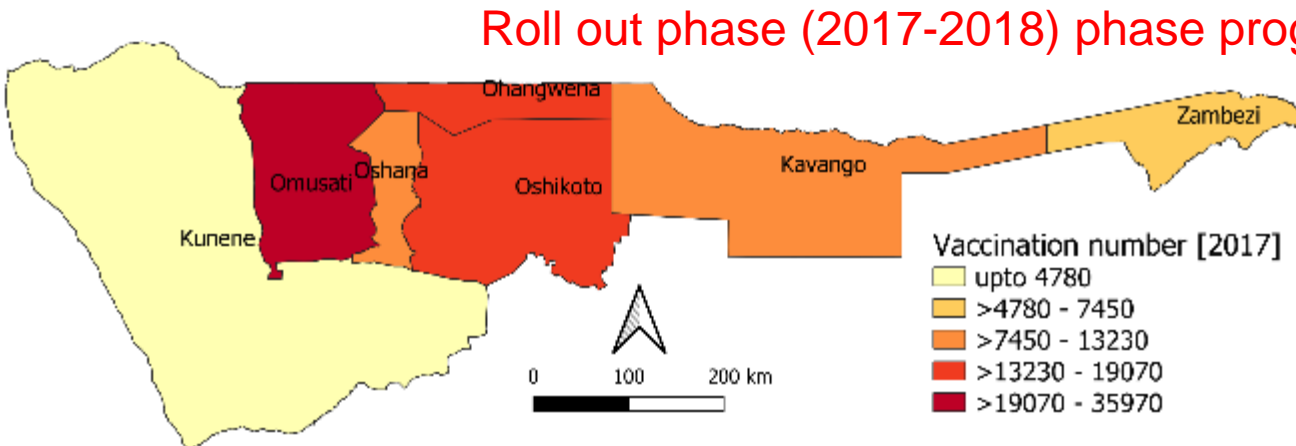 Roll out phase (2017-2018) phase prog
Ohangwena
Zambezi
Kavango
Oshana
Omusati
Oshikoto
Kunene
Vaccination number [2017]
upto 4780
>4780 - 7450
>7450 - 13230
>13230 - 19070
>19070 - 35970
0 100 200 km